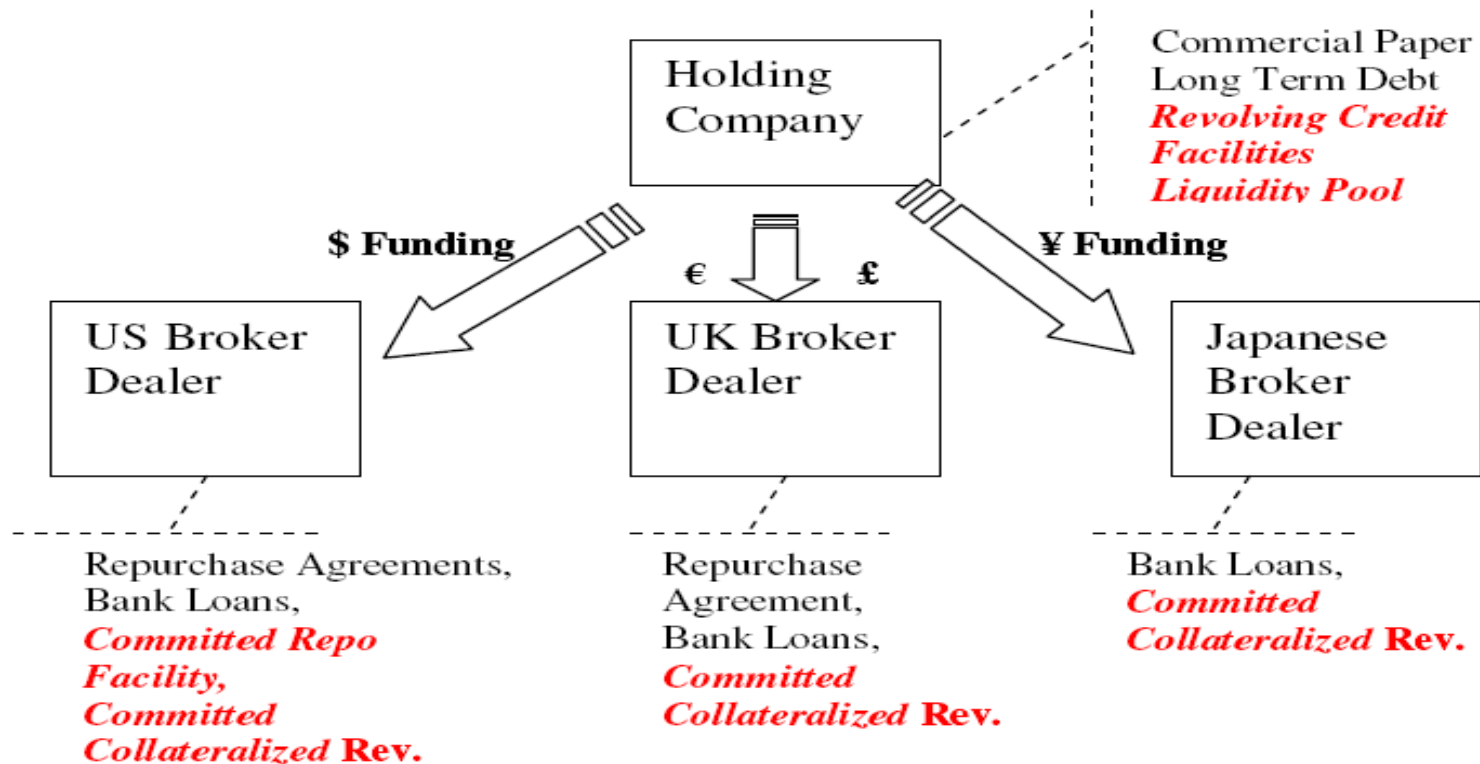 Holding
Company
Commercial Paper
Long Term Debt
Revolving Credit
Facilities
Liquidity Pool
$ Funding
€ £
¥ Funding
US Broker
Dealer
UK Broker
Dealer
Japanese
Broker
Dealer
Repurchase Agreements,
Bank Loans,
Committed Repo
Facility,
Committed
Collateralized Rev.
Repurchase
Agreement,
Bank Loans,
Committed
Collateralized Rev.
Bank Loans,
Committed
Collateralized Rev.